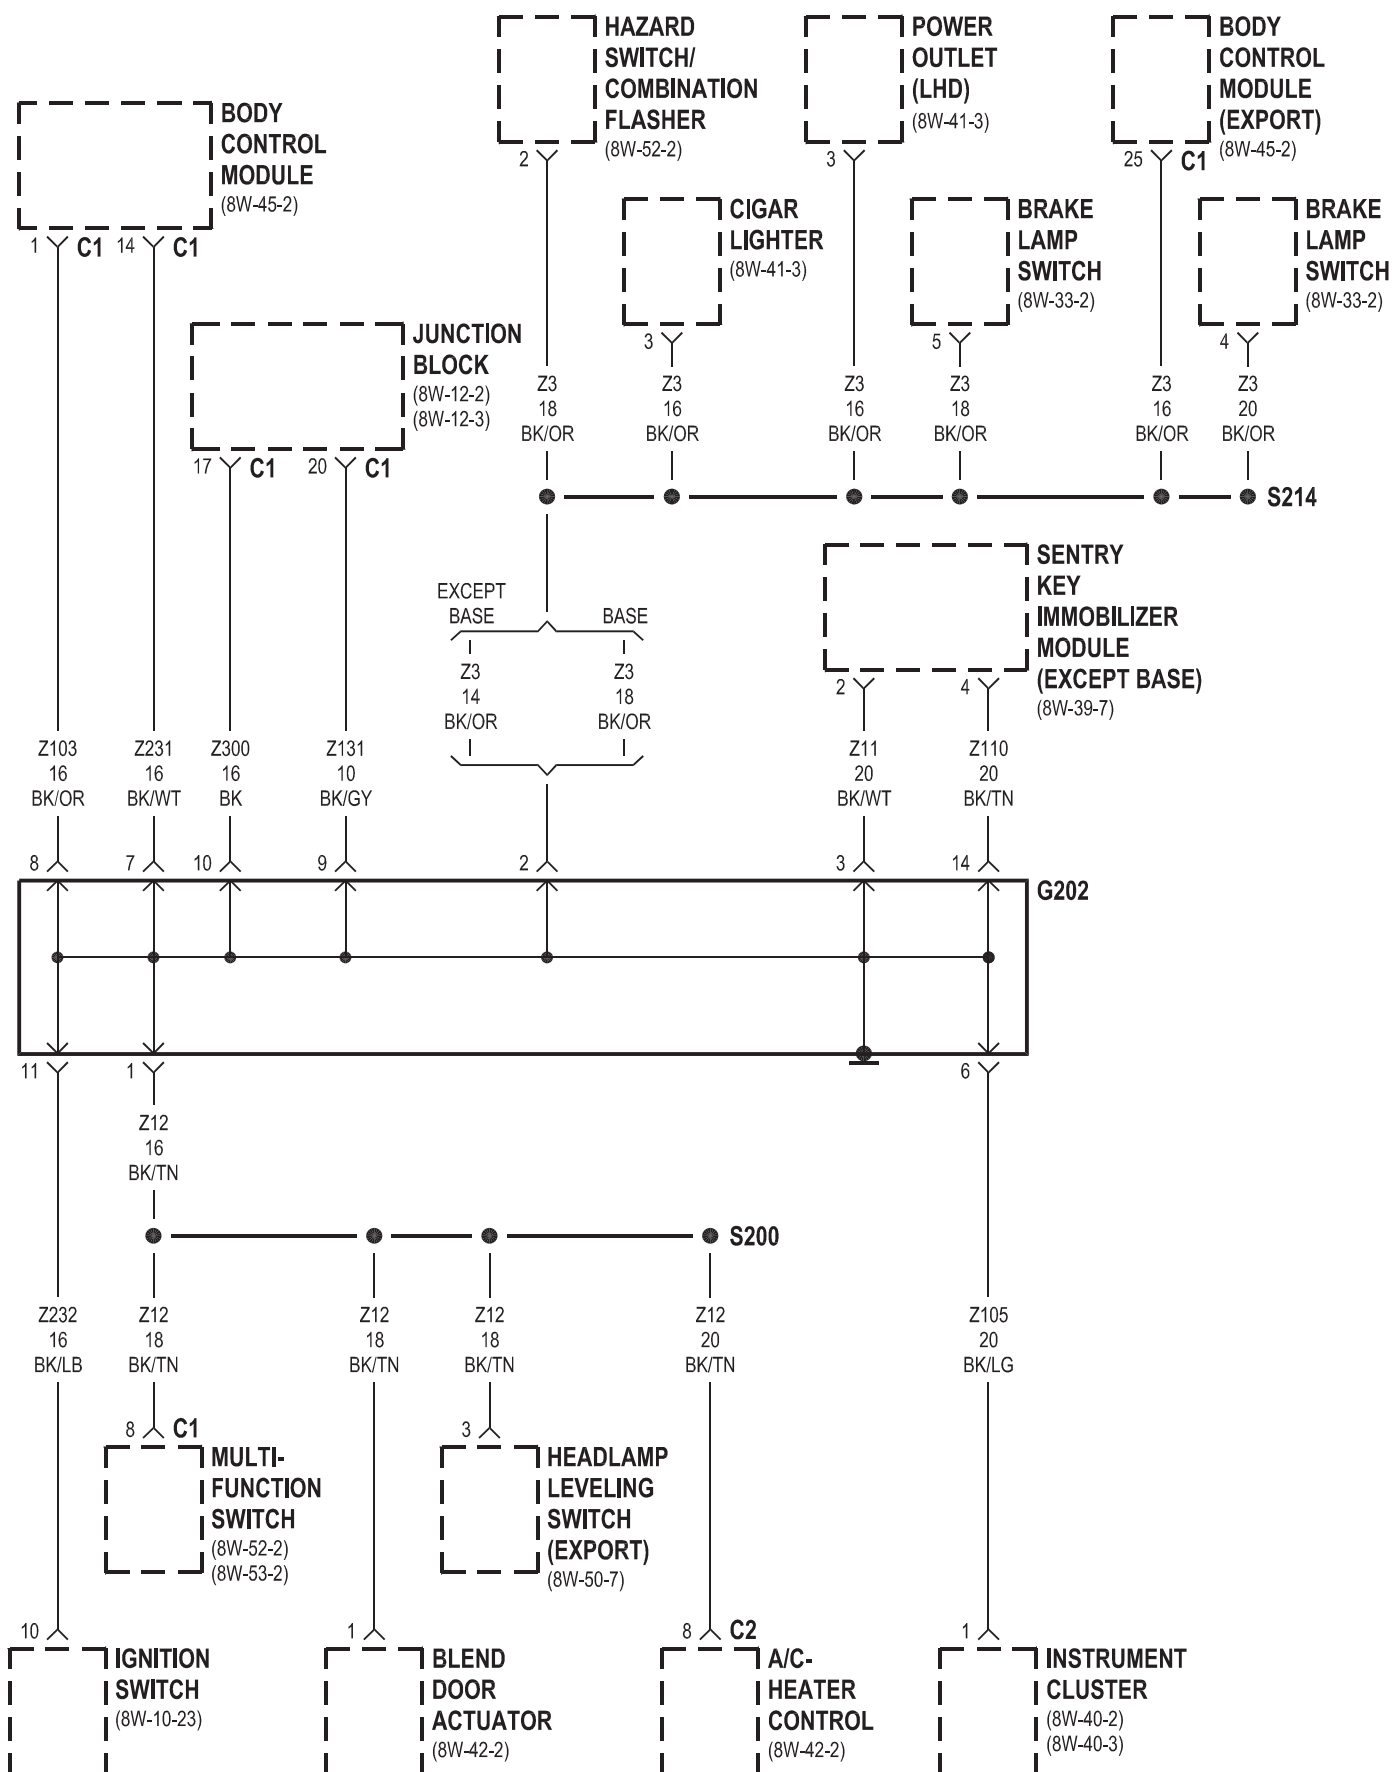 HAZARD
SWITCH/
COMBINATION
FLASHER
(8W-52-2)
2
POWER
OUTLET
(LHD)
(8W-41-3)
3
BODY
CONTROL
MODULE
(EXPORT)
(8W-45-2)
25 C1
BODY
CONTROL
MODULE
(8W-45-2)
1 C1 14 C1
CIGAR
LIGHTER
(8W-41-3)
3
BRAKE
LAMP
SWITCH
(8W-33-2)
5
BRAKE
LAMP
SWITCH
(8W-33-2)
4
JUNCTION
BLOCK
(8W-12-2)
(8W-12-3)
17 C1 20 C1
Z3 Z3 Z3 Z3 Z3 Z3
18 16 16 18 16 20
BK/OR BK/OR BK/OR BK/OR BK/OR BK/OR
S214
SENTRY
KEY
IMMOBILIZER
MODULE
(EXCEPT BASE)
(8W-39-7)
2 4
EXCEPT
BASE BASE
Z3 Z3
14 18
BK/OR BK/OR
Z103 Z231 Z300 Z131 Z11 Z110
16 16 16 10 20 20
BK/OR BK/WT BK BK/GY BK/WT BK/TN
8 7 10 9 2 3 14
G202
11 1 6
Z12
16
BK/TN
S200
Z232 Z12 Z12 Z12 Z12 Z105
16 18 18 18 20 20
BK/LB BK/TN BK/TN BK/TN BK/TN BK/LG
8 C1
MULTI-
FUNCTION
SWITCH
(8W-52-2)
(8W-53-2)
3
HEADLAMP
LEVELING
SWITCH
(EXPORT)
(8W-50-7)
10
IGNITION
SWITCH
(8W-10-23)
1
BLEND
DOOR
ACTUATOR
(8W-42-2)
8 C2
A/C-
HEATER
CONTROL
(8W-42-2)
1
INSTRUMENT
CLUSTER
(8W-40-2)
(8W-40-3)